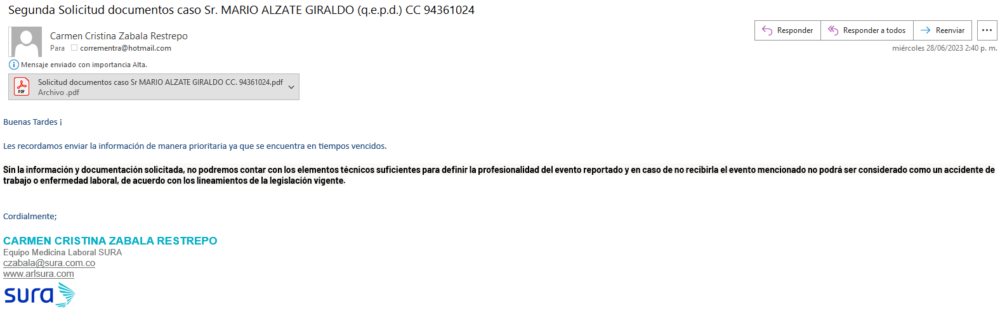 Segunda Solicitud documentos caso Sr. MARIO ALZATE GIRALDO (q.e.p.d.) CC 94361024
Carmen Cristina Zabala Restrepo
Para corrementra@hotmail.com
Responder
Responder a todos
Reenviar
miércoles 28/06/2023 2:40 p. m.
Mensaje enviado con importancia Alta.
PDF
Solicitud documentos caso Sr MARIO ALZATE GIRALDO CC. 94361024.pdf
Archivo .pdf
Buenas Tardes ¡
Les recordamos enviar la información de manera prioritaria ya que se encuentra en tiempos vencidos.
Sin la información y documentación solicitada, no podremos contar con los elementos técnicos suficientes para definir la profesionalidad del evento reportado y en caso de no recibirla el evento mencionado no podrá ser considerado como un accidente de
trabajo o enfermedad laboral, de acuerdo con los lineamientos de la legislación vigente.
Cordialmente;
CARMEN CRISTINA ZABALA RESTREPO
Equipo Medicina Laboral SURA
czabala@sura.com.co
www.arlsura.com
sura